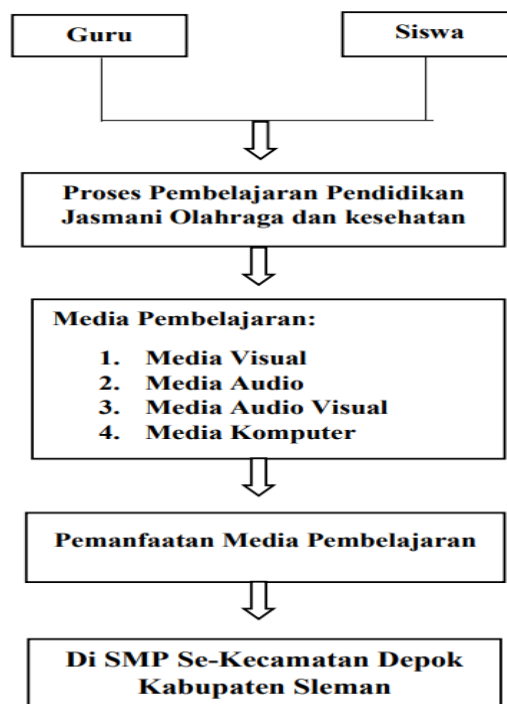 Guru
Siswa
Proses Pembelajaran Pendidikan
Jasmani Olahraga dan kesehatan
Media Pembelajaran:
1. Media Visual
2. Media Audio
3. Media Audio Visual
4. Media Komputer
Pemanfaatan Media Pembelajaran
Di SMP Se-Kecamatan Depok
Kabupaten Sleman